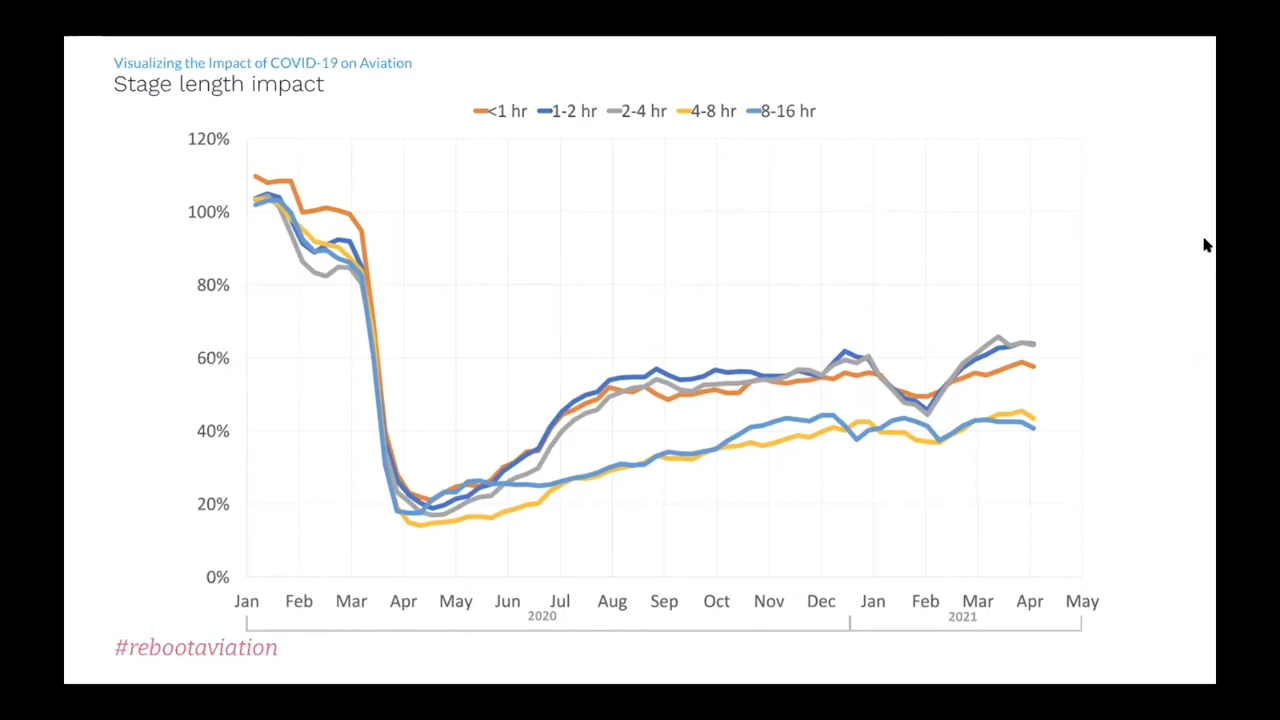 Visualizing the Impact of COVID-19 on Aviation
Stage length impact
<1 hr 1-2 hr 2-4 hr 4-8 hr 8-16 hr
120%
100%
80%
60%
40%
20%
0%
Jan Feb Mar Apr May Jun Jul Aug Sep Oct Nov Dec Jan Feb Mar Apr May
2020 2021
#rebootaviation